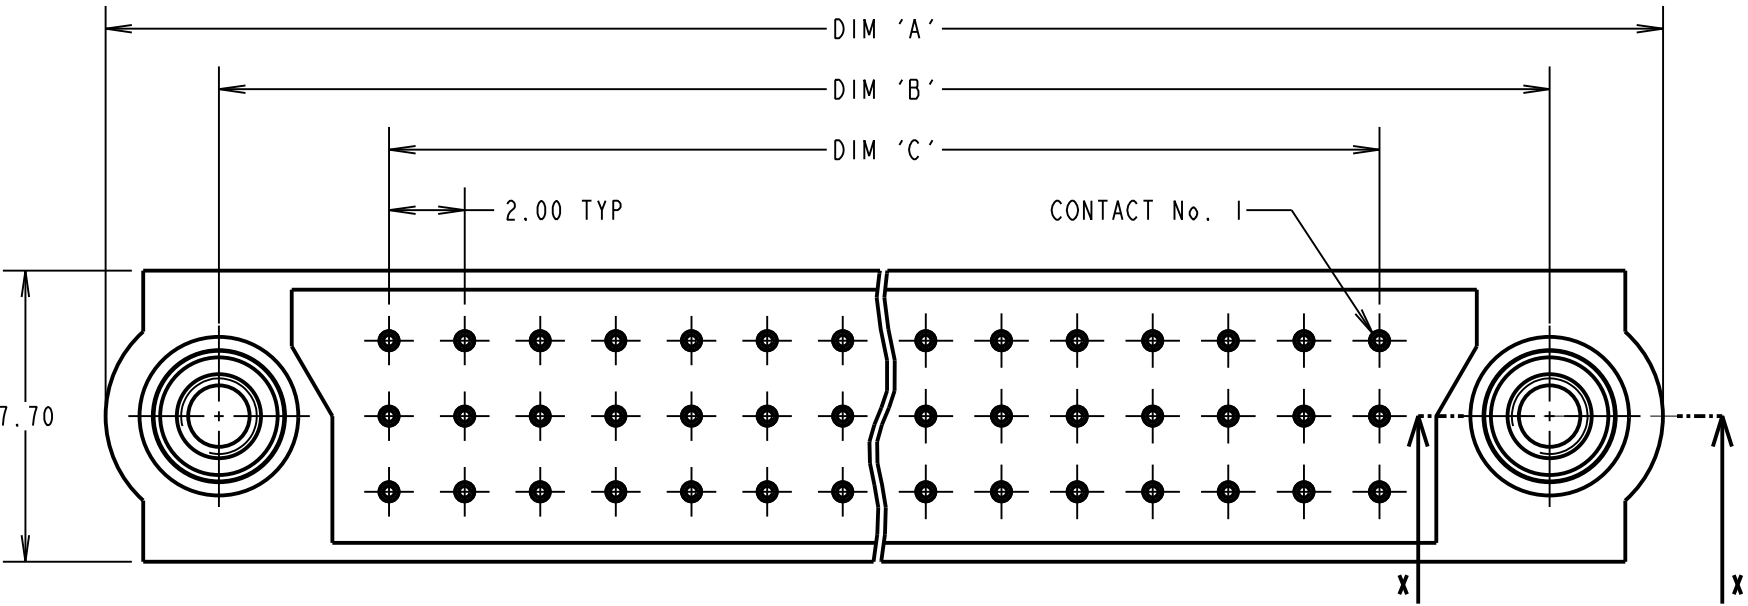 DIM 'A'
DIM 'B'
DIM 'C'
2.00 TYP
CONTACT No. 1
7.70
X X